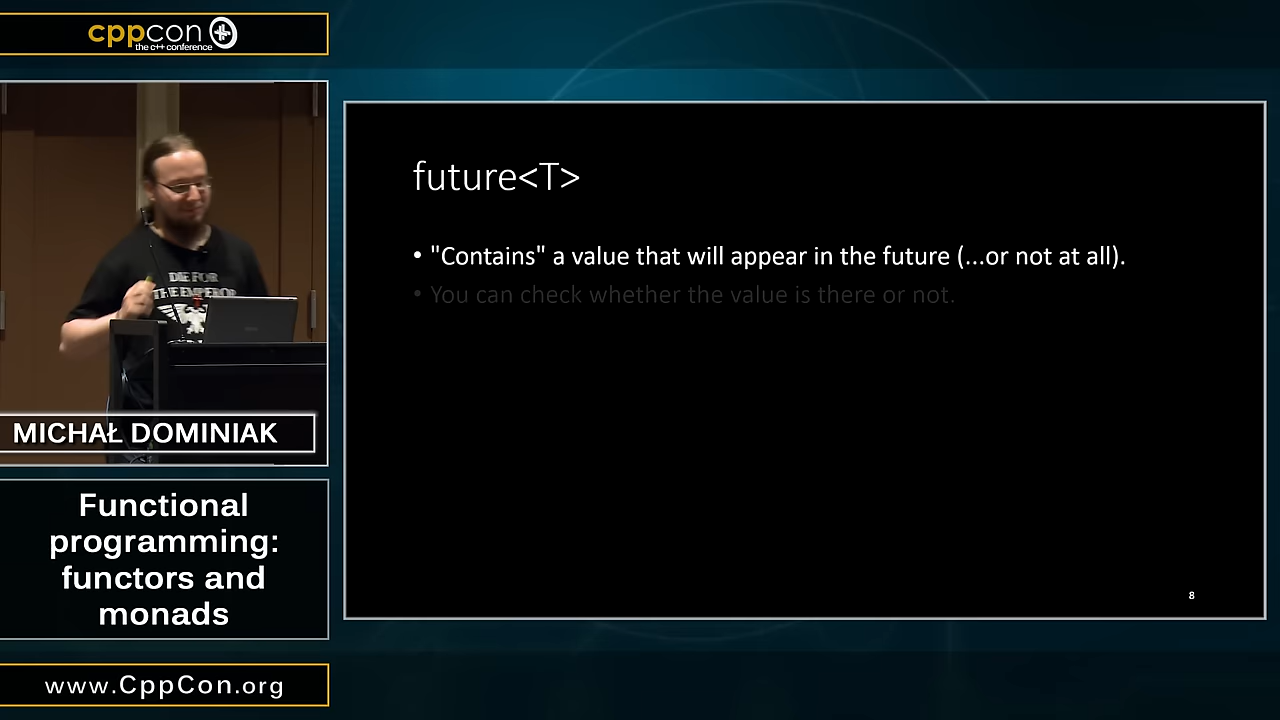 cppcon
the c++ conference
DIE FOR
THE EMPEROR
MICHAŁ DOMINIAK
Functional
programming:
functors and
monads
www.CppCon.org
future<T>
• "Contains" a value that will appear in the future (...or not at all).
• You can check whether the value is there or not.
8